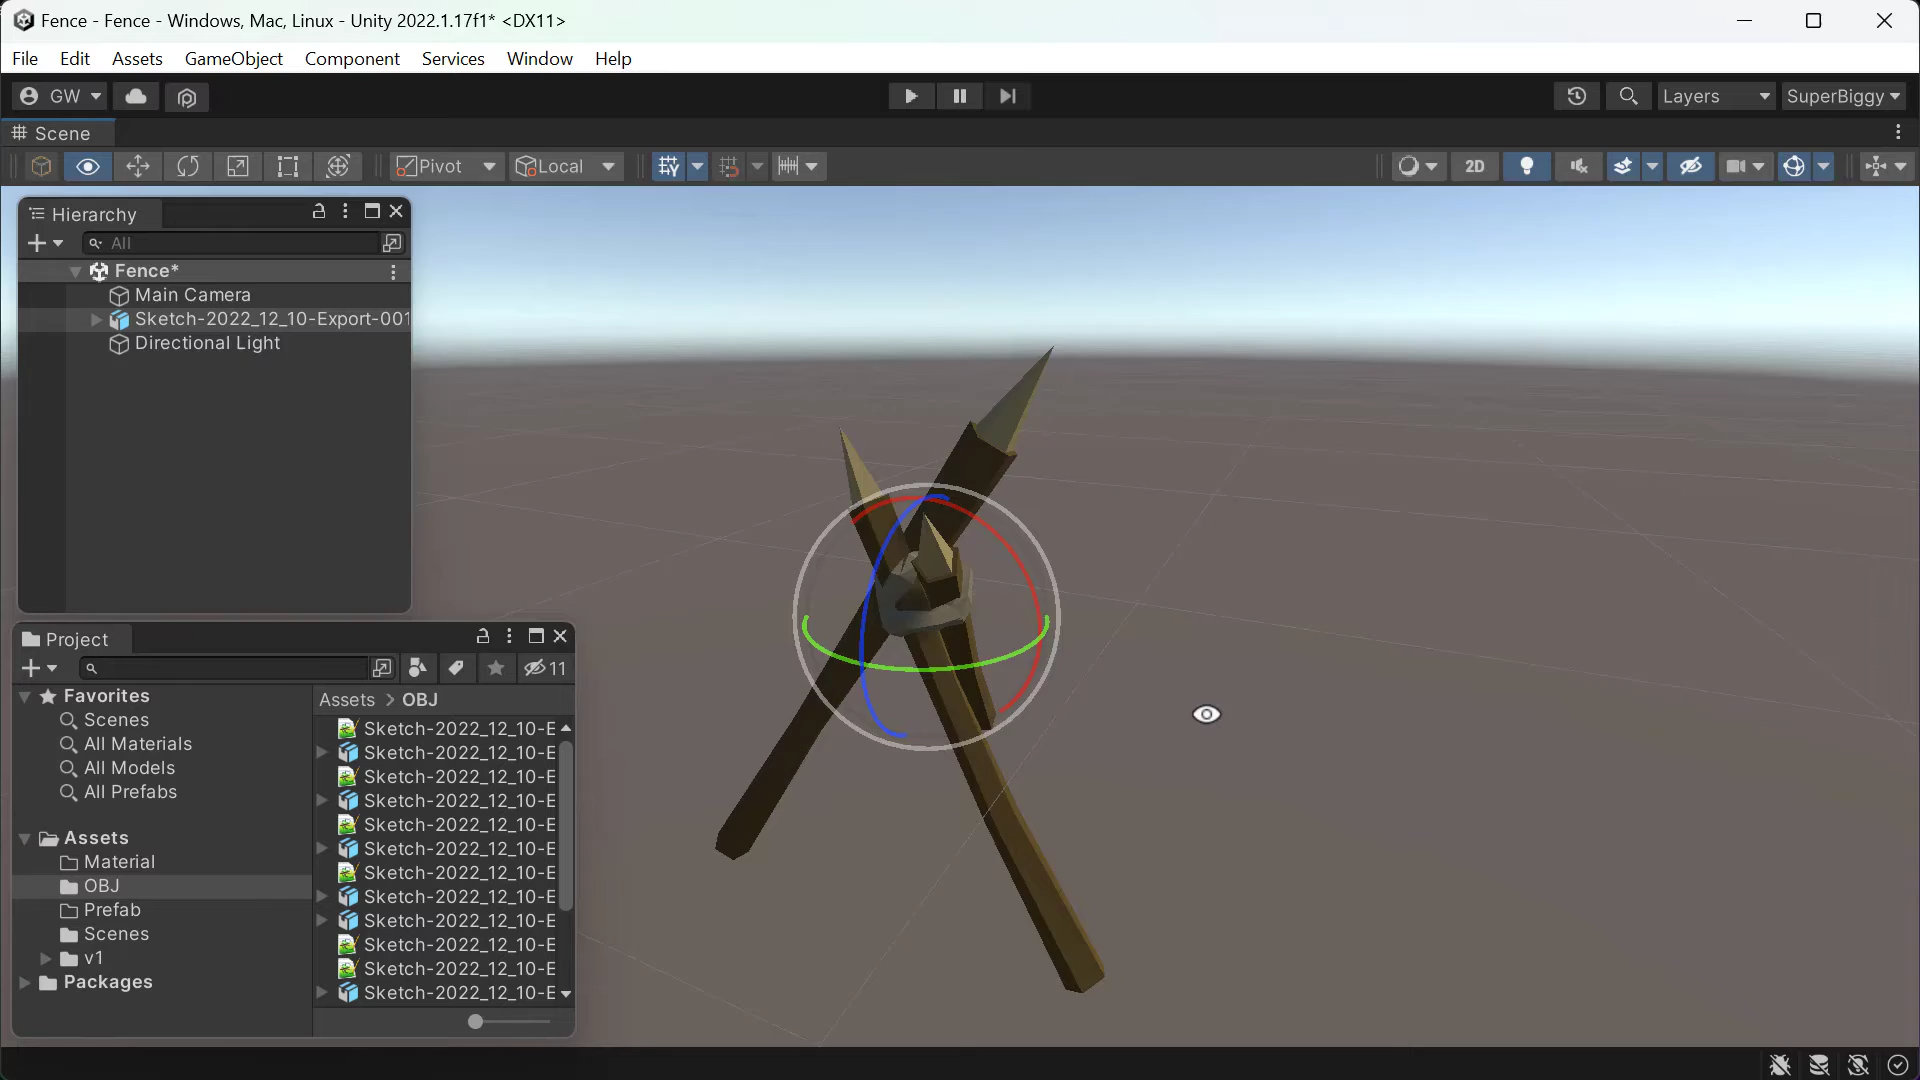 Fence - Fence - Windows, Mac, Linux - Unity 2022.1.17f1* <DX11>
File Edit Assets GameObject Component Services Window Help
GW Layers SuperBiggy
Scene
Pivot Local 2D
Hierarchy
All
Fence*
Main Camera
Sketch-2022_12_10-Export-001
Directional Light
Project
11
Favorites
Scenes
All Materials
All Models
All Prefabs
Assets
Material
OBJ
Prefab
Scenes
v1
Packages
Assets > OBJ
Sketch-2022_12_10-E
Sketch-2022_12_10-E
Sketch-2022_12_10-E
Sketch-2022_12_10-E
Sketch-2022_12_10-E
Sketch-2022_12_10-E
Sketch-2022_12_10-E
Sketch-2022_12_10-E
Sketch-2022_12_10-E
Sketch-2022_12_10-E
Sketch-2022_12_10-E
Sketch-2022_12_10-E